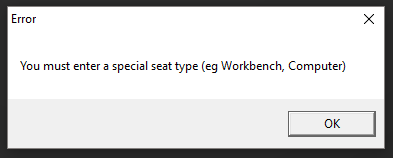 Error
You must enter a special seat type (eg Workbench, Computer)
OK